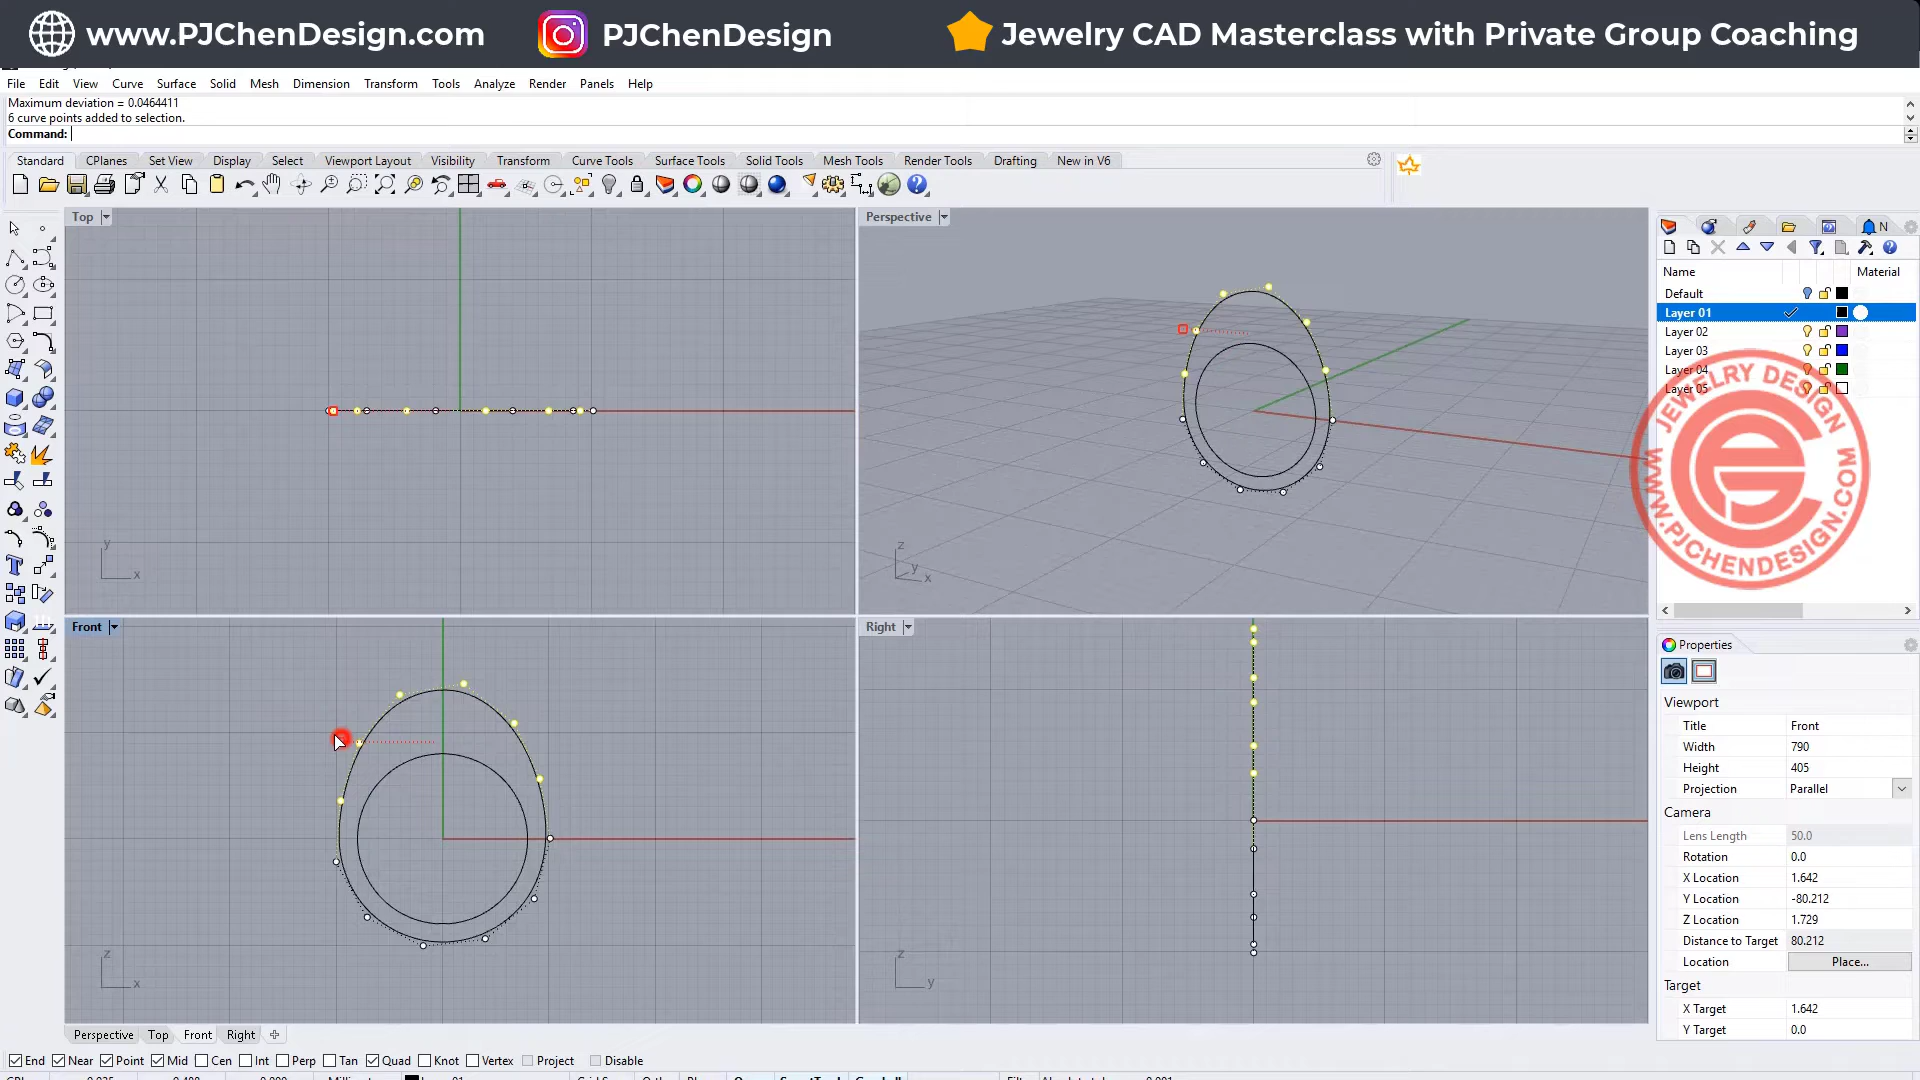 www.PJChenDesign.com PJChenDesign Jewelry CAD Masterclass with Private Group Coaching
File Edit View Curve Surface Solid Mesh Dimension Transform Tools Analyze Render Panels Help
Maximum deviation = 0.0464411
6 curve points added to selection.
Command:
Standard CPlanes Set View Display Select Viewport Layout Visibility Transform Curve Tools Surface Tools Solid Tools Mesh Tools Render Tools Drafting New in V6
Top
Perspective
N
Name Material
Default
Layer 01
Layer 02
Layer 03
Layer 04
Layer 05
JEWELRY DESIGN
WWW.PJCHENDESIGN.COM
y
x
z
y
x
Front
Right
Properties
Viewport
Title Front
Width 790
Height 405
Projection Parallel
Camera
Lens Length 50.0
Rotation 0.0
X Location 1.642
Y Location -80.212
Z Location 1.729
Distance to Target 80.212
Location Place...
Target
X Target 1.642
Y Target 0.0
z
x
z
y
Perspective Top Front Right
End Near Point Mid Cen Int Perp Tan Quad Knot Vertex Project Disable